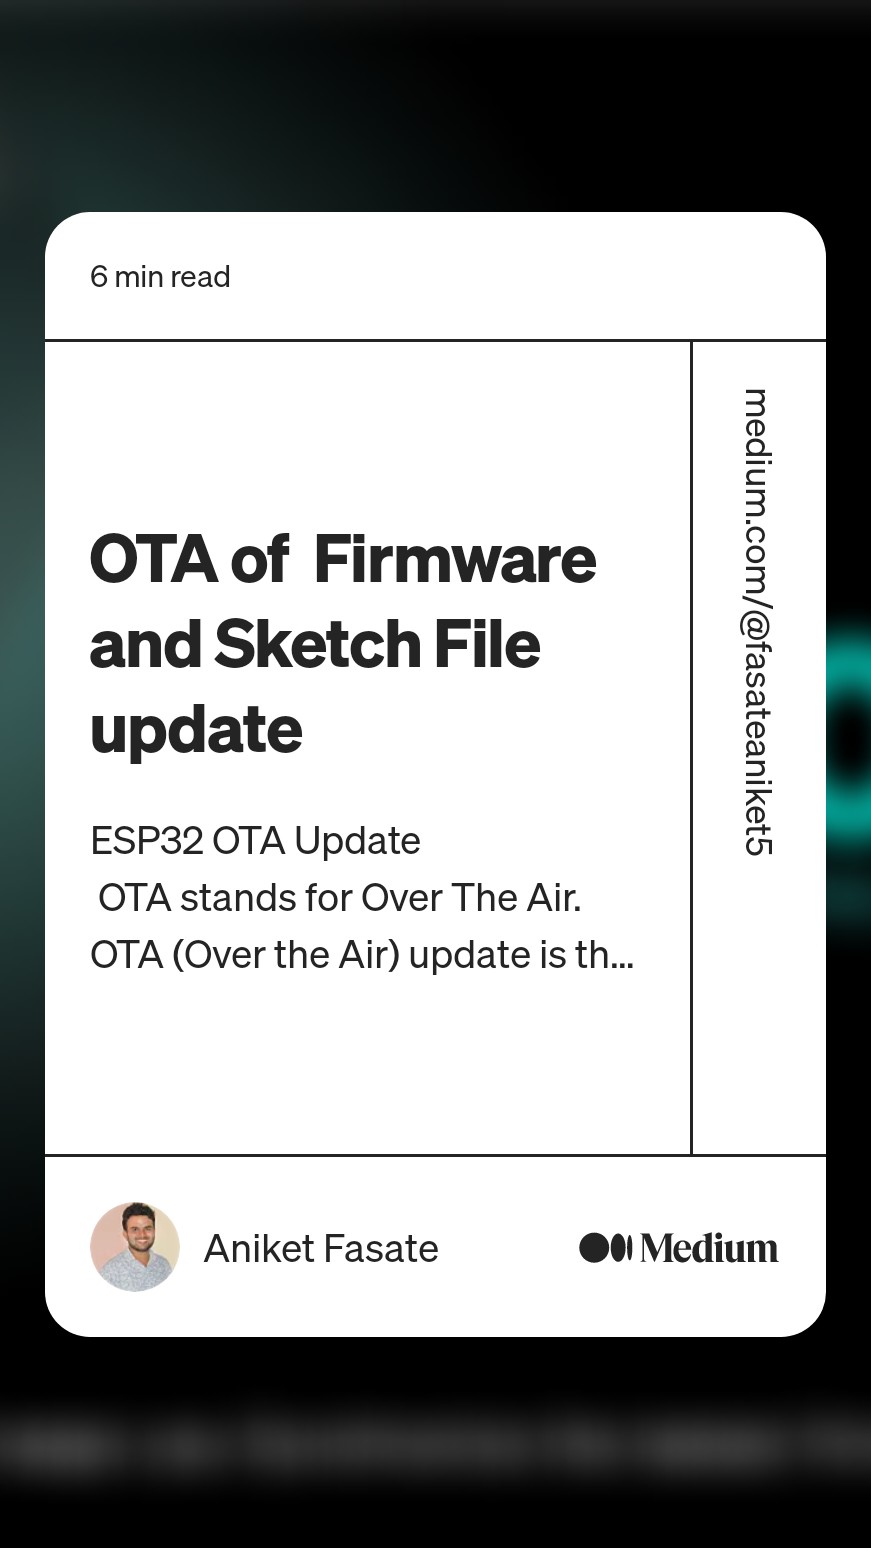 6 min read
OTA of  Firmware
and Sketch File
update
ESP32 OTA Update
OTA stands for Over The Air.
OTA (Over the Air) update is th...
medium.com/@fasateaniket5
Aniket Fasate
Medium